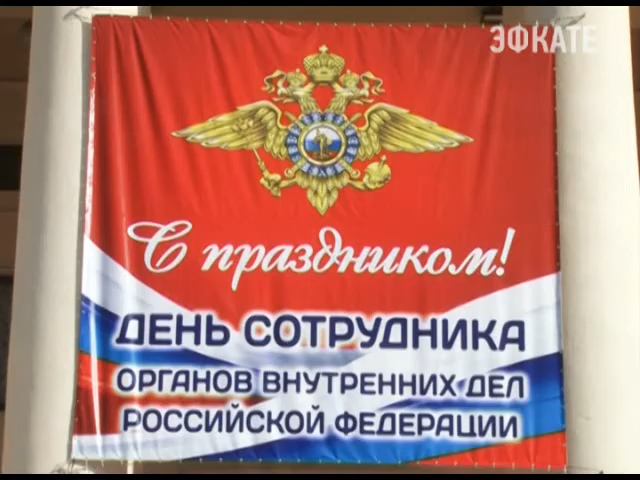 ЭФКАТЕ
С праздником!
ДЕНЬ СОТРУДНИКА
ОРГАНОВ ВНУТРЕННИХ ДЕЛ
РОССИЙСКОЙ ФЕДЕРАЦИИ